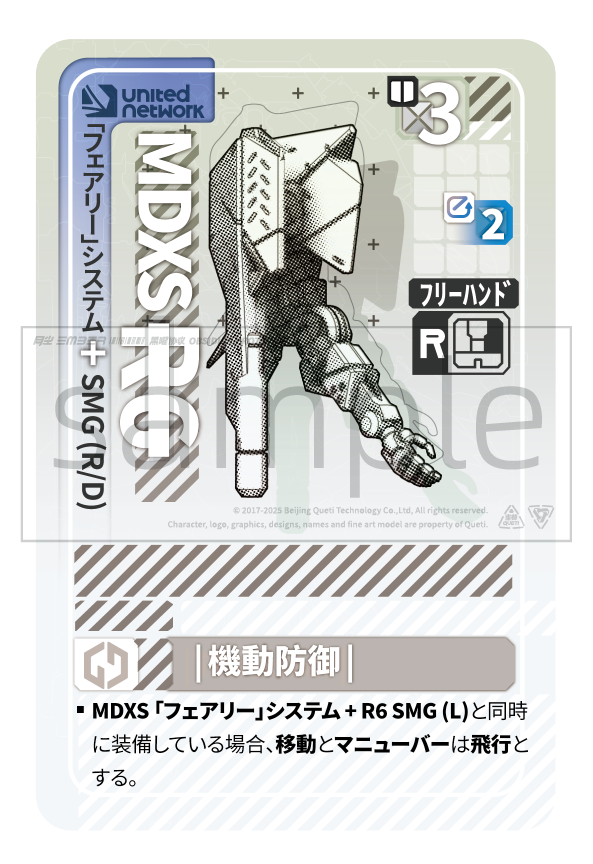 UNITED
NETWORK
「フェアリー」システム + SMG (R/D)
MDXS R6
3
2
フリーハンド
R
sample
© 2017-2025 Beijing Queti Technology Co.,Ltd, All rights reserved.
Character, logo, graphics, designs, names and fine art model are property of Queti.
|機動防御|
▪ MDXS 「フェアリー」システム + R6 SMG (L)と同時
に装備している場合、移動とマニューバーは飛行と
する。